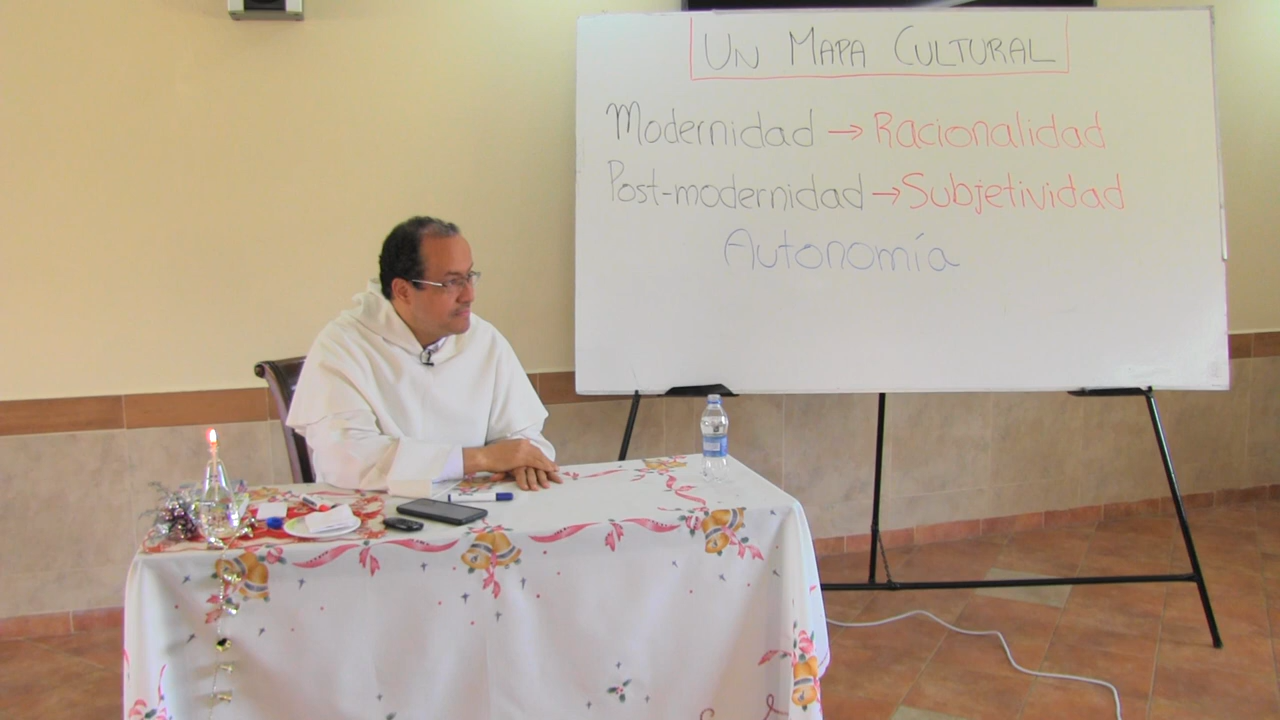 UN MAPA CULTURAL
Modernidad → Racionalidad
Post-modernidad → Subjetividad
Autonomía